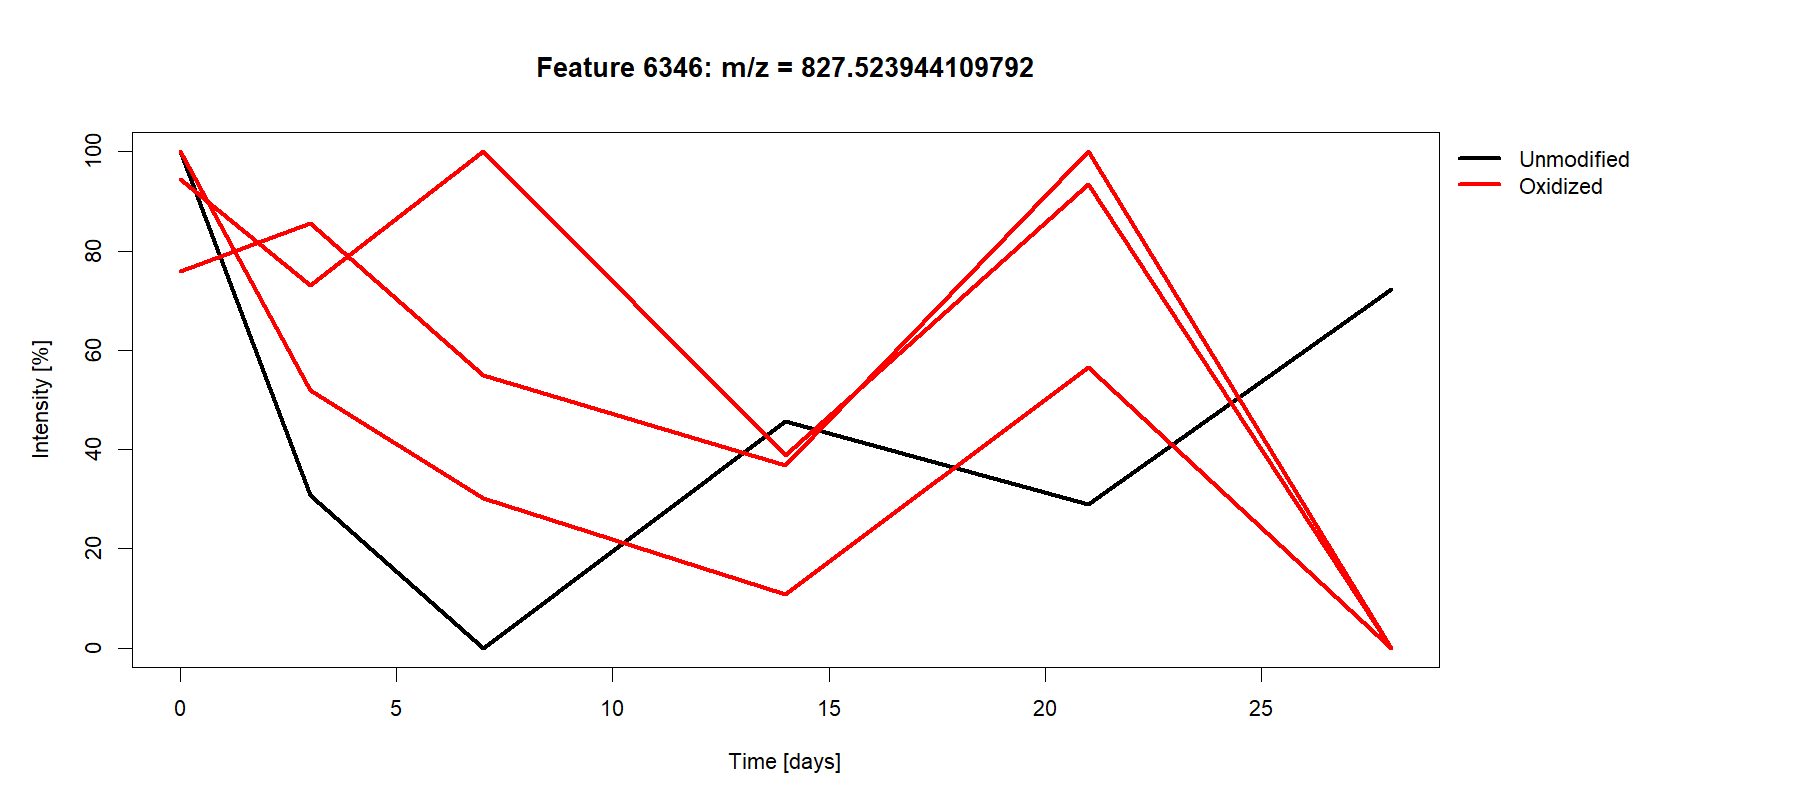 Feature 6346: m/z = 827.523944109792
Unmodified
Oxidized
Intensity [%]
100
80
60
40
20
0
0 5 10 15 20 25
Time [days]